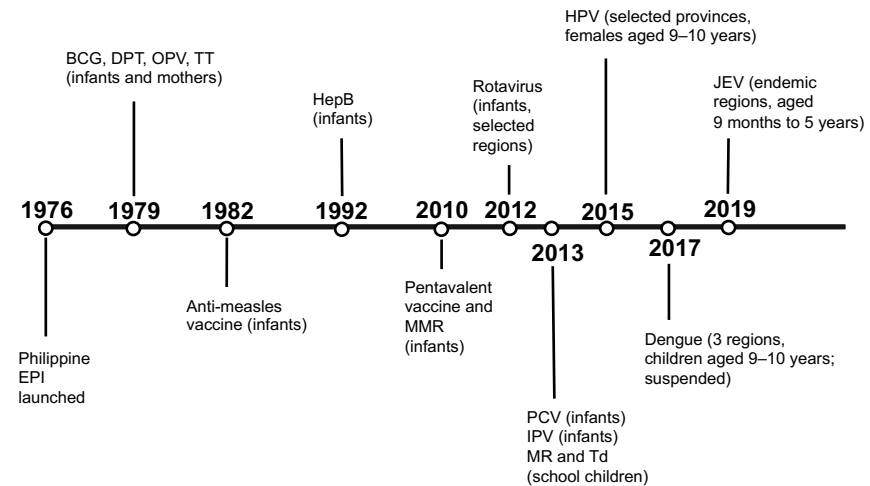 HPV (selected provinces,
females aged 9–10 years)
BCG, DPT, OPV, TT
(infants and mothers)
HepB
(infants)
Rotavirus
(infants,
selected
regions)
JEV (endemic
regions, aged
9 months to 5 years)
1976 1979 1982 1992 2010 2012 2015 2019
2013 2017
Philippine
EPI
launched
Anti-measles
vaccine (infants)
Pentavalent
vaccine and
MMR
(infants)
PCV (infants)
IPV (infants)
MR and Td
(school children)
Dengue (3 regions,
children aged 9–10 years;
suspended)